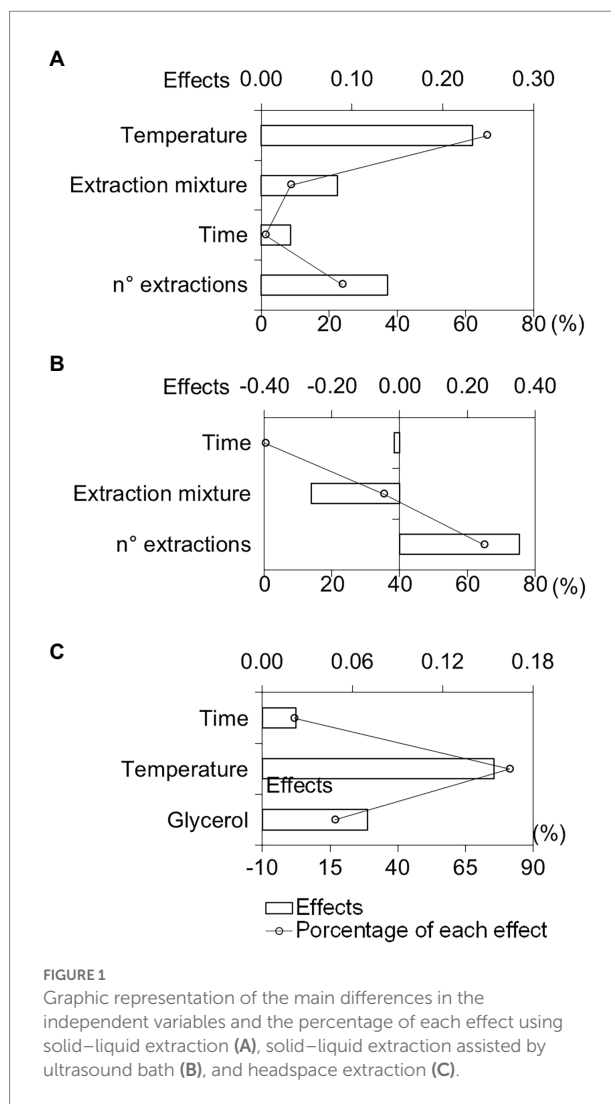 A
Effects 0.00 0.10 0.20 0.30
Temperature
Extraction mixture
Time
n° extractions
0 20 40 60 80 (%)
B
Effects -0.40 -0.20 0.00 0.20 0.40
Time
Extraction mixture
n° extractions
0 20 40 60 80 (%)
C
0.00 0.06 0.12 0.18
Time
Temperature
Effects
Glycerol
(%)
-10 15 40 65 90
Effects
Porcentage of each effect
FIGURE 1
Graphic representation of the main differences in the
independent variables and the percentage of each effect using
solid–liquid extraction (A), solid–liquid extraction assisted by
ultrasound bath (B), and headspace extraction (C).